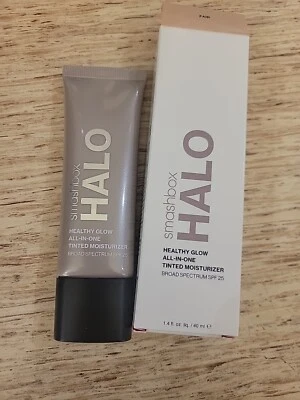 smashbox
HALO
HEALTHY GLOW
ALL-IN-ONE
TINTED MOISTURIZER
BROAD SPECTRUM SPF 25
smashbox
HALO
HEALTHY GLOW
ALL-IN-ONE
TINTED MOISTURIZER
BROAD SPECTRUM SPF 25
1.4 fl. oz. liq. / 40 ml